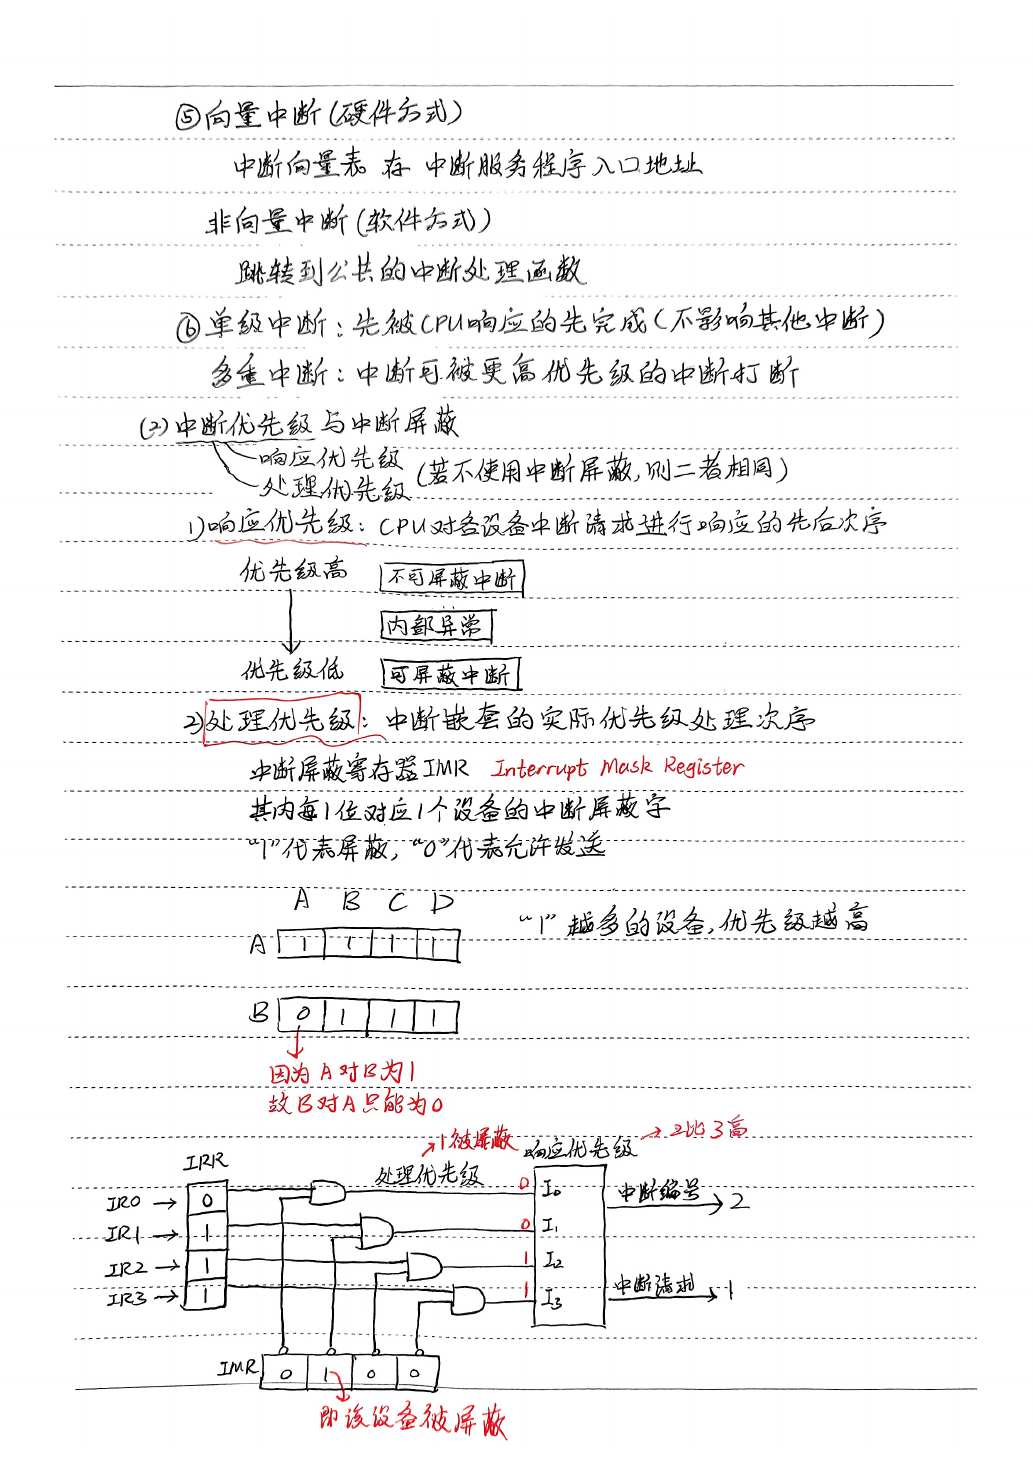 ⑤向量中断(硬件方式)
中断向量表 存 中断服务程序入口地址
非向量中断(软件方式)
跳转到公共的中断处理函数
⑥单级中断：先被CPU响应的先完成(不影响其他中断)
多重中断：中断可被更高优先级的中断打断
(2)中断优先级与中断屏蔽
响应优先级
处理优先级
(若不使用中断屏蔽,则二者相同)
1)响应优先级：CPU对各设备中断请求进行响应的先后次序
优先级高 不可屏蔽中断
内部异常
优先级低 可屏蔽中断
2)处理优先级：中断嵌套的实际优先级处理次序
中断屏蔽寄存器IMR Interrupt Mask Register
其内每1位对应1个设备的中断屏蔽字
“1”代表屏蔽，“0”代表允许发送
A B C D
“1”越多的设备,优先级越高
A 1 1 1 1
B 0 1 1 1
因为A对B为1
故B对A只能为0
→1被屏蔽 响应优先级 →2比3高
IRR 处理优先级
IR0 → 0 0 I0 中断编号 2
IR1 → 1 0 I1
IR2 → 1 1 I2
IR3 → 1 1 I3 中断请求 1
IMR 0 1 0 0
即该设备被屏蔽